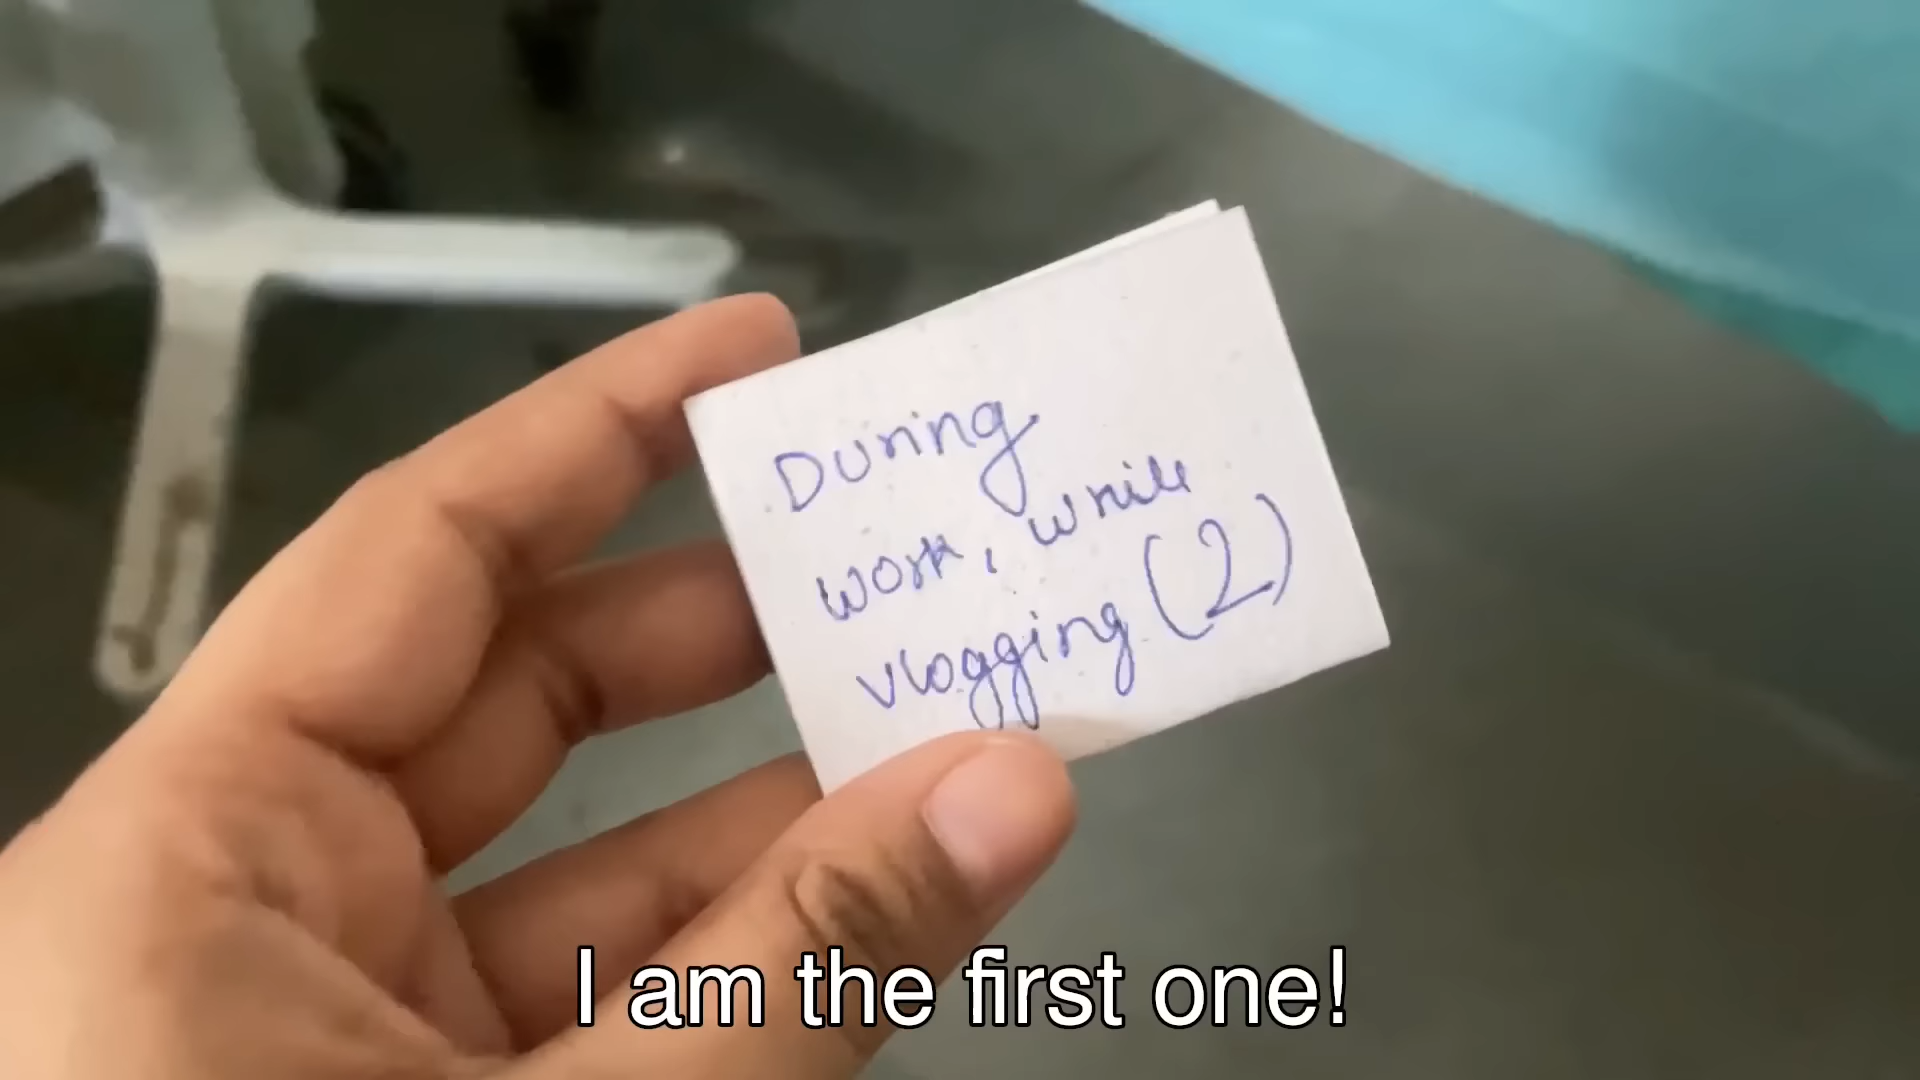 During
work, while
vlogging (2)
I am the first one!